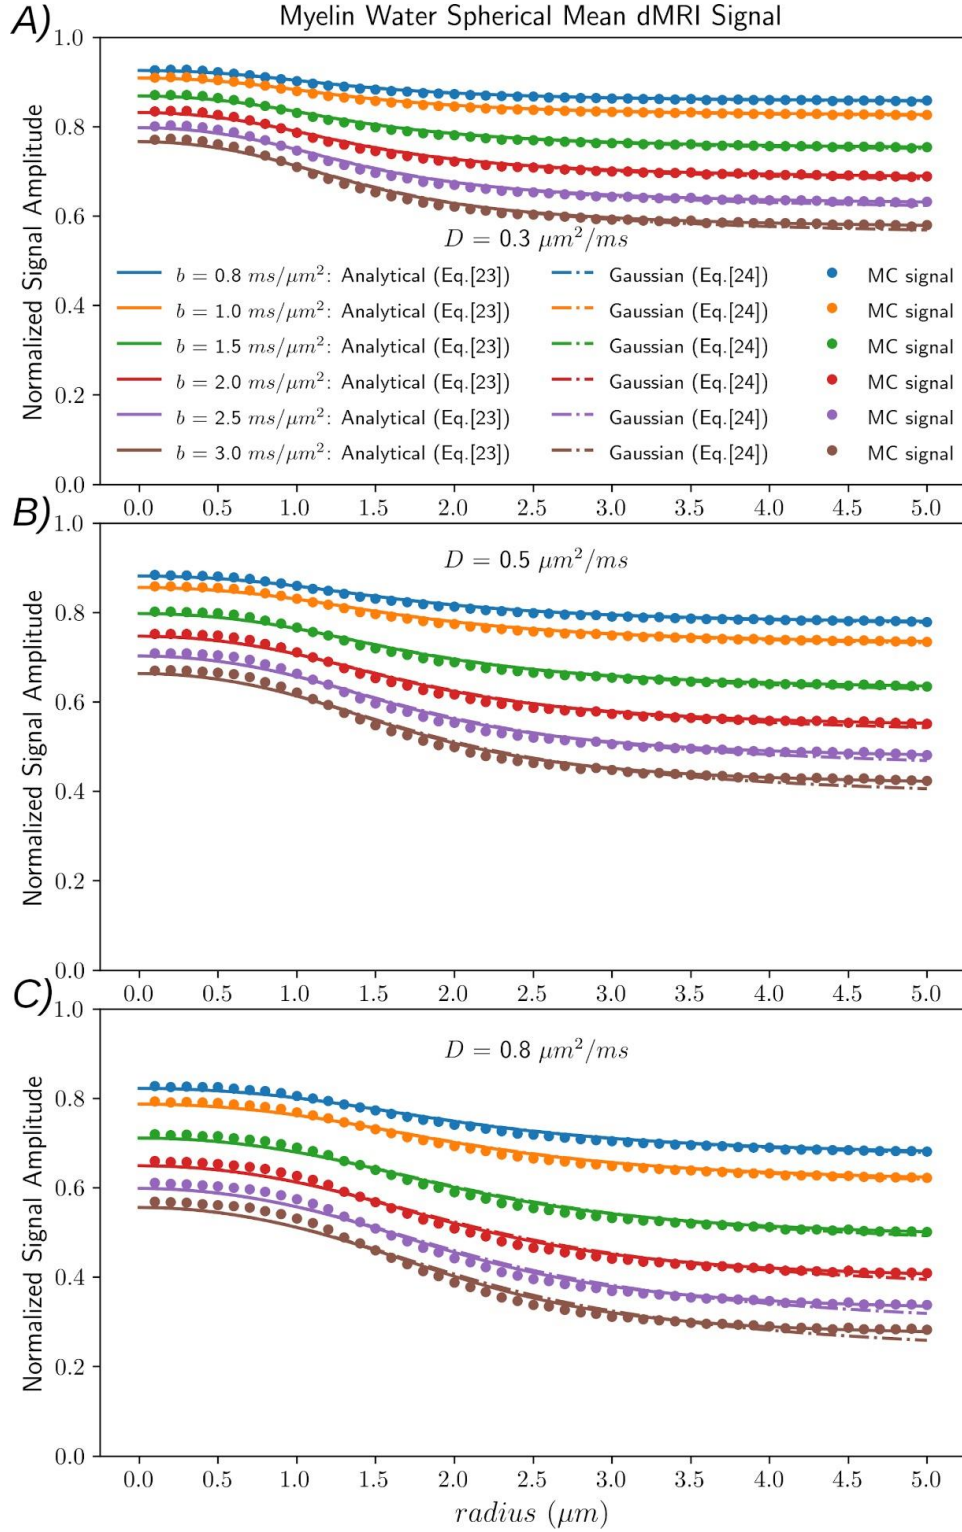 A)
Myelin Water Spherical Mean dMRI Signal
1.0
0.8
0.6
0.4
0.2
0.0
Normalized Signal Amplitude
D = 0.3 μm²/ms
b = 0.8 ms/μm²: Analytical (Eq.[23]) Gaussian (Eq.[24]) MC signal
b = 1.0 ms/μm²: Analytical (Eq.[23]) Gaussian (Eq.[24]) MC signal
b = 1.5 ms/μm²: Analytical (Eq.[23]) Gaussian (Eq.[24]) MC signal
b = 2.0 ms/μm²: Analytical (Eq.[23]) Gaussian (Eq.[24]) MC signal
b = 2.5 ms/μm²: Analytical (Eq.[23]) Gaussian (Eq.[24]) MC signal
b = 3.0 ms/μm²: Analytical (Eq.[23]) Gaussian (Eq.[24]) MC signal
0.0 0.5 1.0 1.5 2.0 2.5 3.0 3.5 4.0 4.5 5.0
B)
1.0
0.8
0.6
0.4
0.2
0.0
Normalized Signal Amplitude
D = 0.5 μm²/ms
0.0 0.5 1.0 1.5 2.0 2.5 3.0 3.5 4.0 4.5 5.0
C)
1.0
0.8
0.6
0.4
0.2
0.0
Normalized Signal Amplitude
D = 0.8 μm²/ms
0.0 0.5 1.0 1.5 2.0 2.5 3.0 3.5 4.0 4.5 5.0
radius (μm)